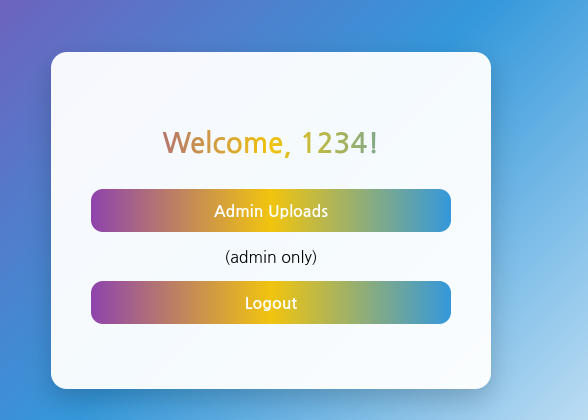 Welcome, 1234!
Admin Uploads
(admin only)
Logout